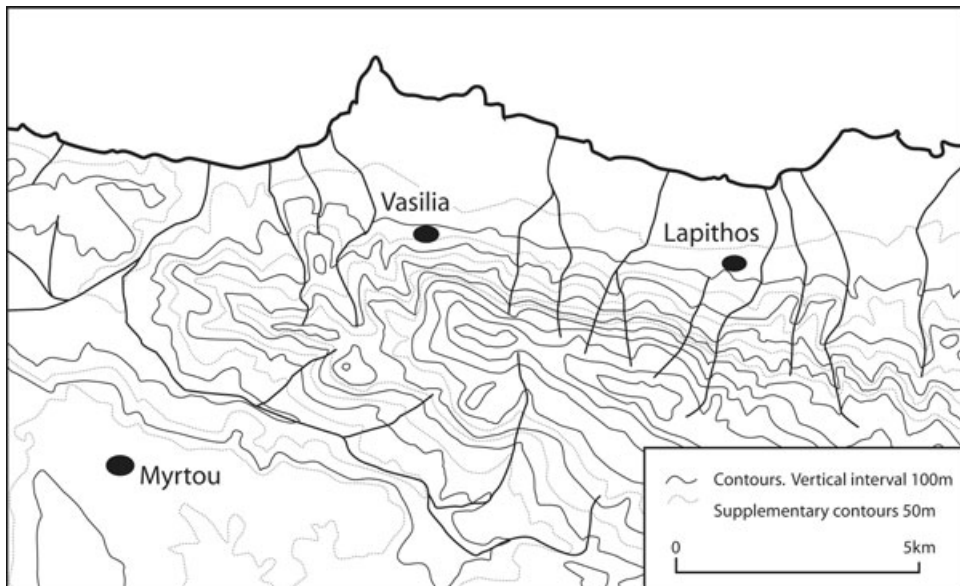 Vasilia
Lapithos
Myrtou
Contours. Vertical interval 100m
Supplementary contours 50m
0 5km